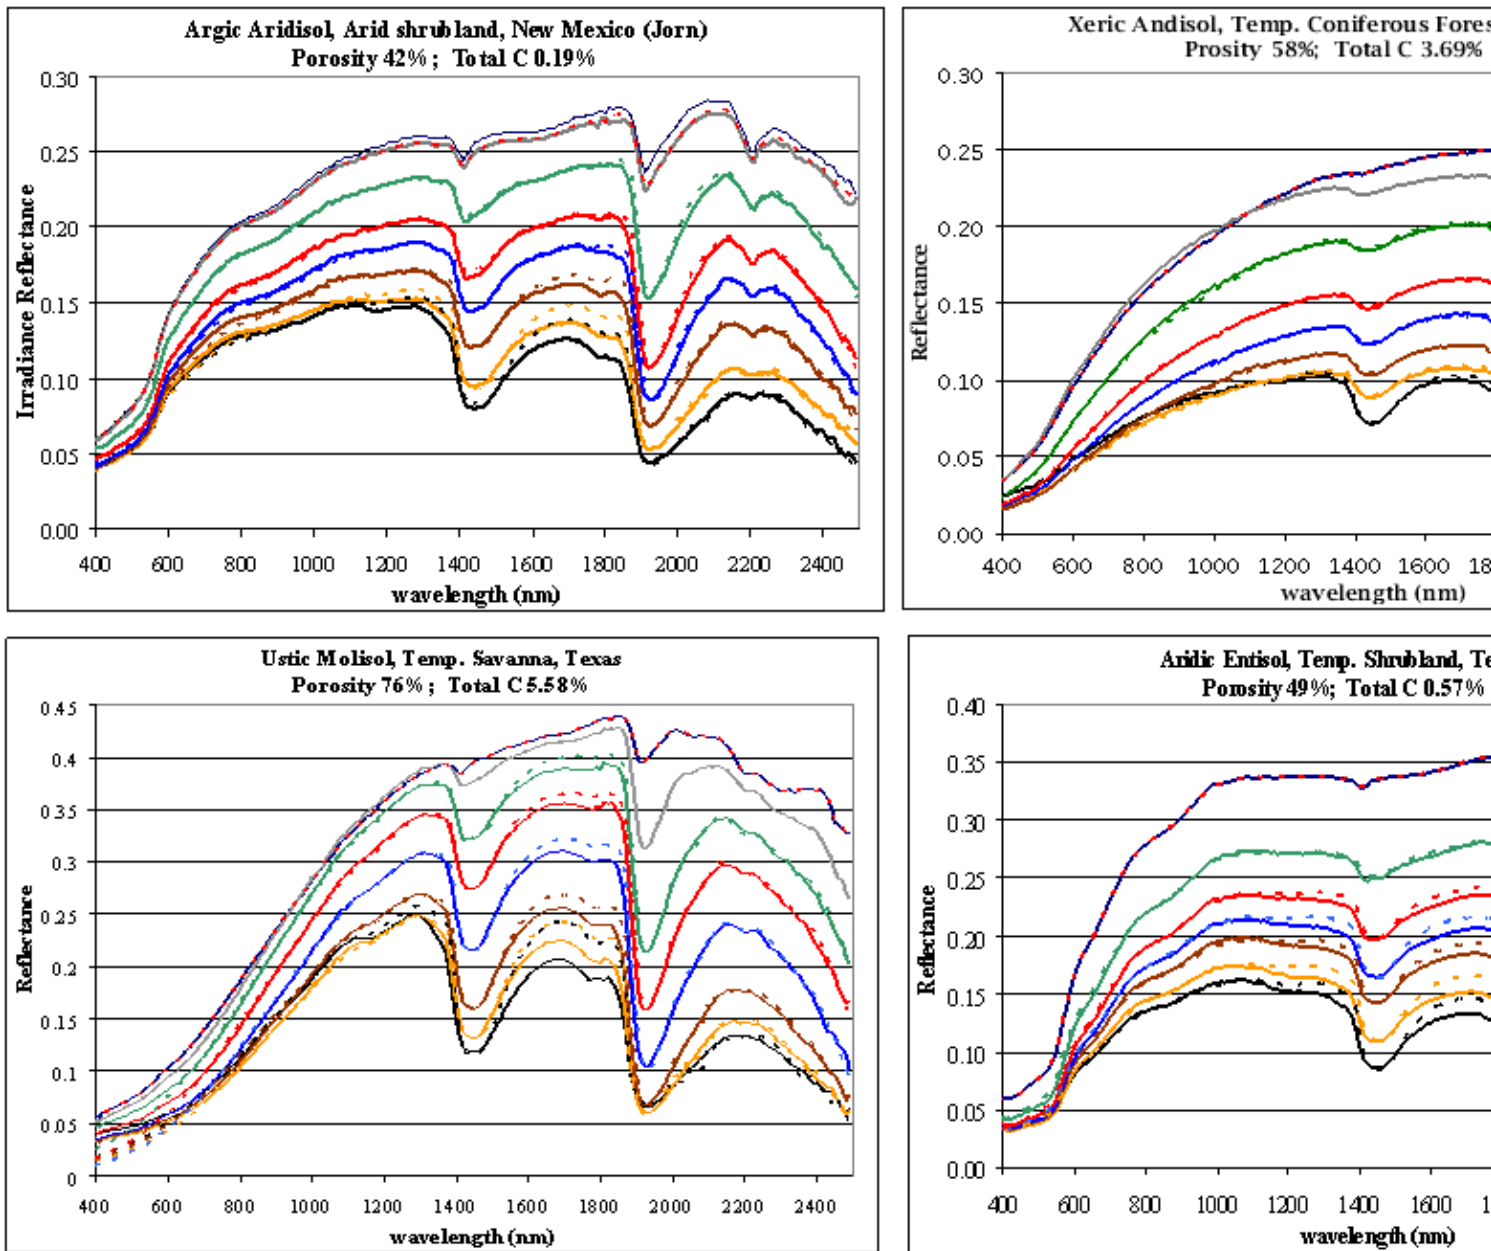 Argic Aridisol, Arid shrubland, New Mexico (Jorn)
Porosity 42% ; Total C 0.19%
0.30
0.25
0.20
0.15
0.10
0.05
0.00
Irradiance Reflectance
400 600 800 1000 1200 1400 1600 1800 2000 2200 2400
wavelength (nm)
Xeric Andisol, Temp. Coniferous Fores
Prosity 58%; Total C 3.69%
0.30
0.25
0.20
0.15
0.10
0.05
0.00
Reflectance
400 600 800 1000 1200 1400 1600 18
wavelength (nm)
Ustic Molisol, Temp. Savanna, Texas
Porosity 76% ; Total C 5.58%
0.45
0.4
0.35
0.3
0.25
0.2
0.15
0.1
0.05
0
Reflectance
400 600 800 1000 1200 1400 1600 1800 2000 2200 2400
wavelength (nm)
Aridic Entisol, Temp. Shrubland, Te
Porosity 49%; Total C 0.57%
0.40
0.35
0.30
0.25
0.20
0.15
0.10
0.05
0.00
Reflectance
400 600 800 1000 1200 1400 1600 1
wavelength (nm)